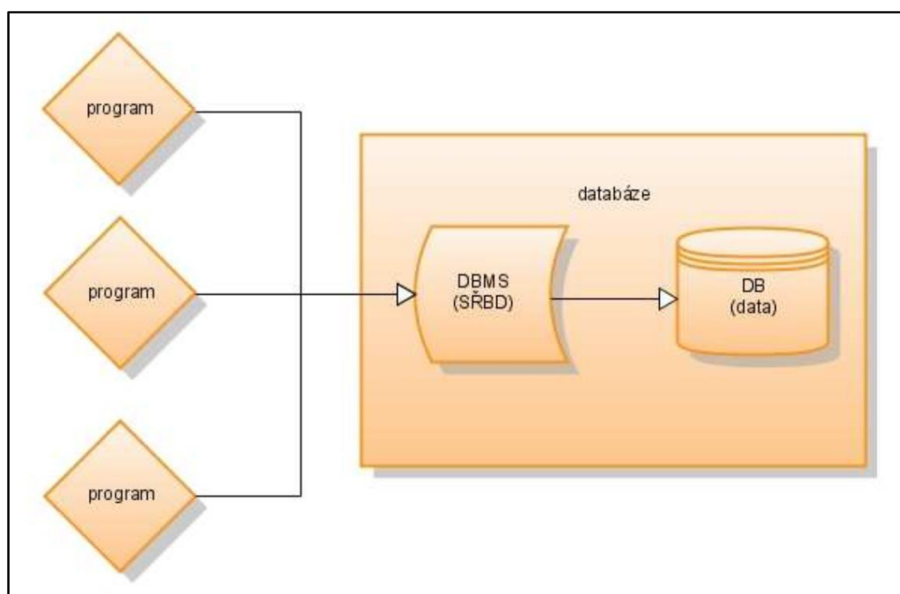 program
databáze
program
DBMS
(SŘBD)
DB
(data)
program